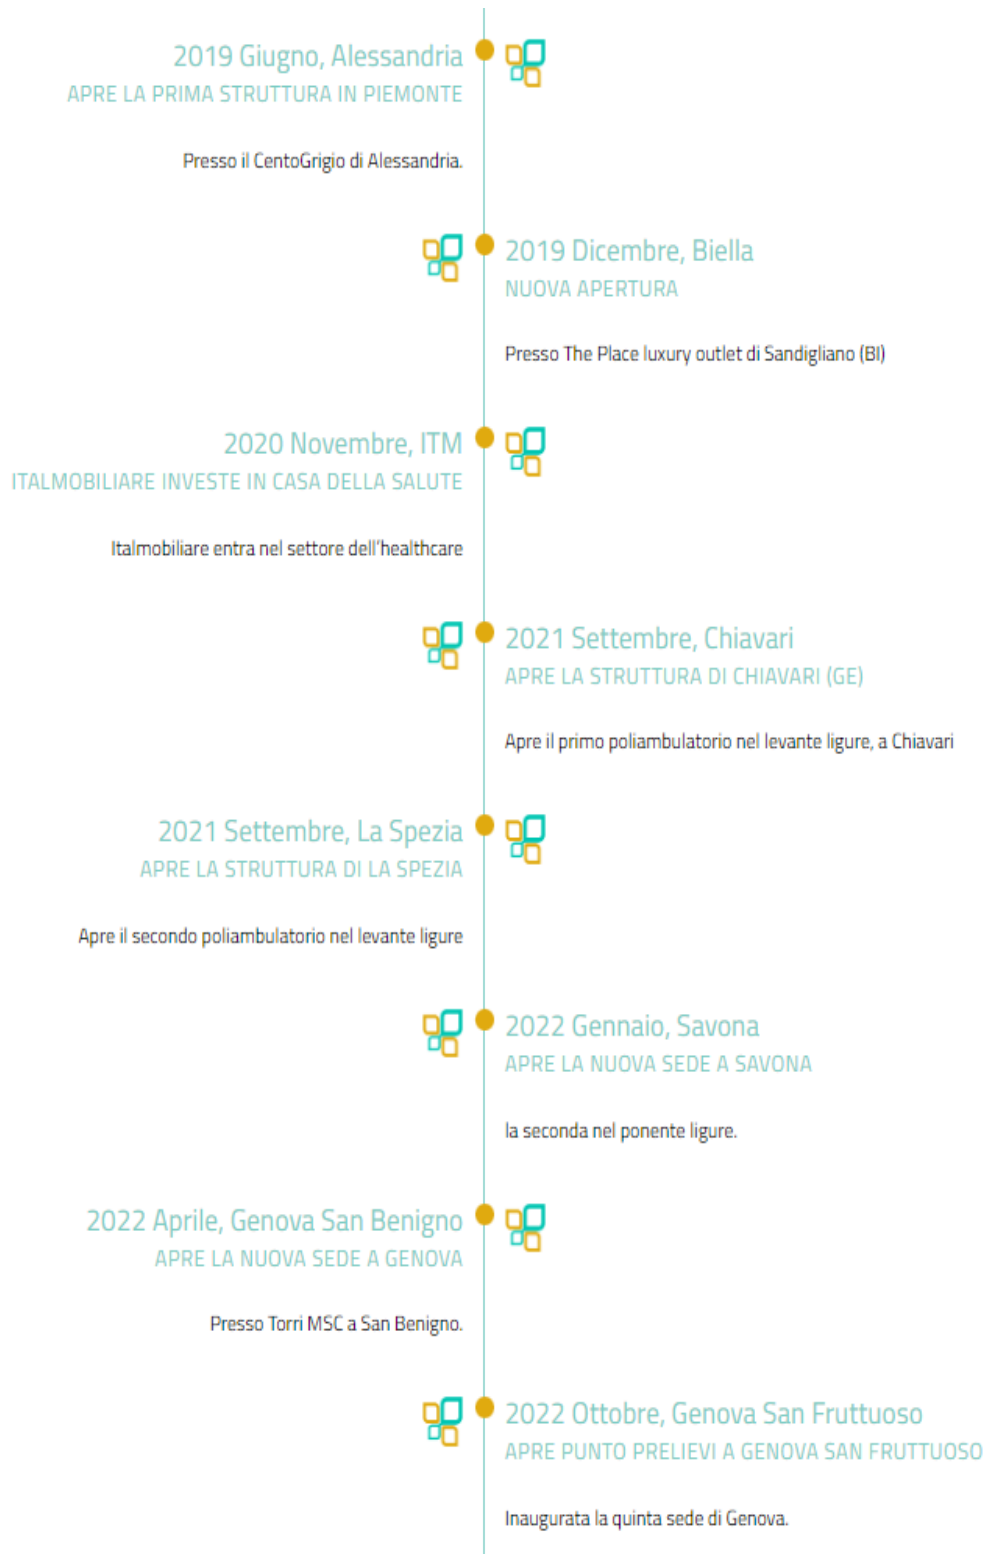 2019 Giugno, Alessandria
APRE LA PRIMA STRUTTURA IN PIEMONTE
Presso il CentoGrigio di Alessandria.
2019 Dicembre, Biella
NUOVA APERTURA
Presso The Place luxury outlet di Sandigliano (BI)
2020 Novembre, ITM
ITALMOBILIARE INVESTE IN CASA DELLA SALUTE
Italmobiliare entra nel settore dell'healthcare
2021 Settembre, Chiavari
APRE LA STRUTTURA DI CHIAVARI (GE)
Apre il primo poliambulatorio nel levante ligure, a Chiavari
2021 Settembre, La Spezia
APRE LA STRUTTURA DI LA SPEZIA
Apre il secondo poliambulatorio nel levante ligure
2022 Gennaio, Savona
APRE LA NUOVA SEDE A SAVONA
la seconda nel ponente ligure.
2022 Aprile, Genova San Benigno
APRE LA NUOVA SEDE A GENOVA
Presso Torri MSC a San Benigno.
2022 Ottobre, Genova San Fruttuoso
APRE PUNTO PRELIEVI A GENOVA SAN FRUTTUOSO
Inaugurata la quinta sede di Genova.